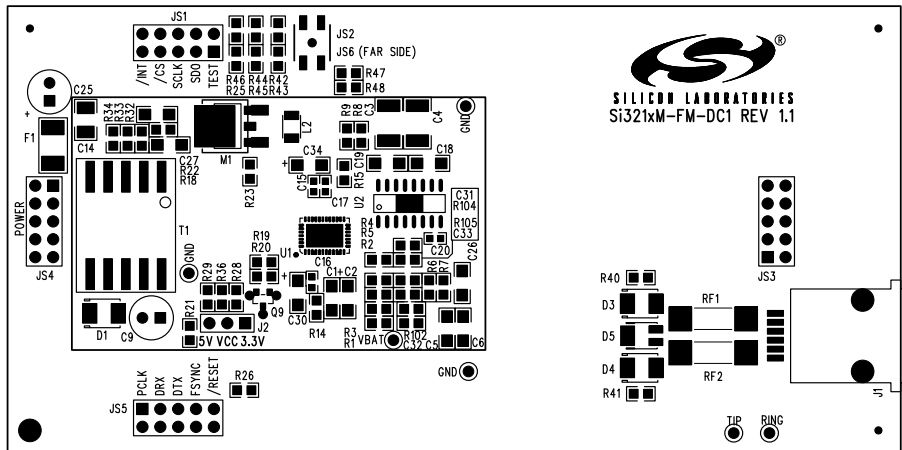 JS1
JS2
JS6 (FAR SIDE)
/INT
/CS
SCLK
SDO
TEST
R46 R44 R42
R25 R45 R43
R47
R48
®
SILICON LABORATORIES
Si321xM-FM-DC1 REV 1.1
C25
+
F1
C14
R34
R33
R32
M1
L2
R9
R8
C3
C4
GND
C27
R22
R18
R23
+
C34
C15
C17
R15
C19
C18
U2
C31
R104
R105
C33
C20
C26
POWER
JS4
T1
GND
R19
R20
U1
C16
R4
R5
R2
R6
R7
R29
R36
R28
+
C1+C2
D1
C9
R21
J2
Q9
C30
R14
R3
R1
VBAT
R102
C32
C5
C6
5V VCC 3.3V
GND
JS5
PCLK
DRX
DTX
FSYNC
/RESET
R26
JS3
R40
D3
D5
D4
R41
RF1
RF2
J1
TIP
RING